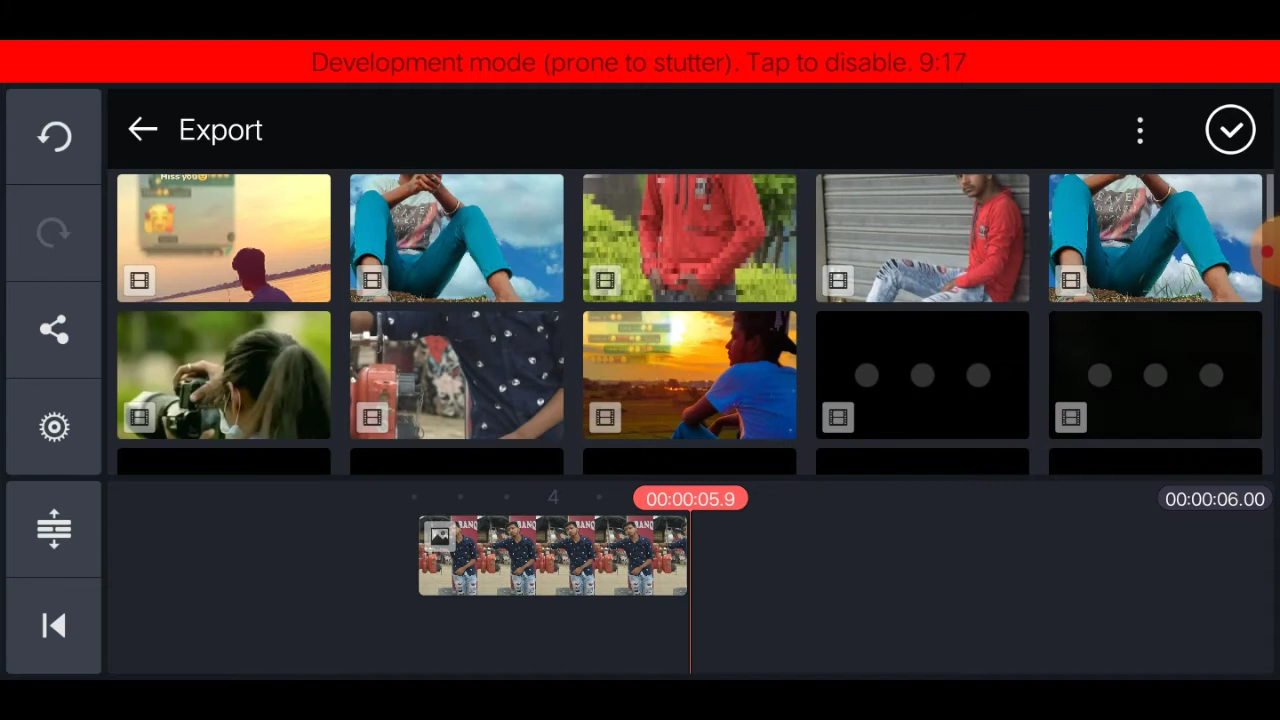 Development mode (prone to stutter). Tap to disable. 9:17
Export
Miss you
4
00:00:05.9
00:00:06.00